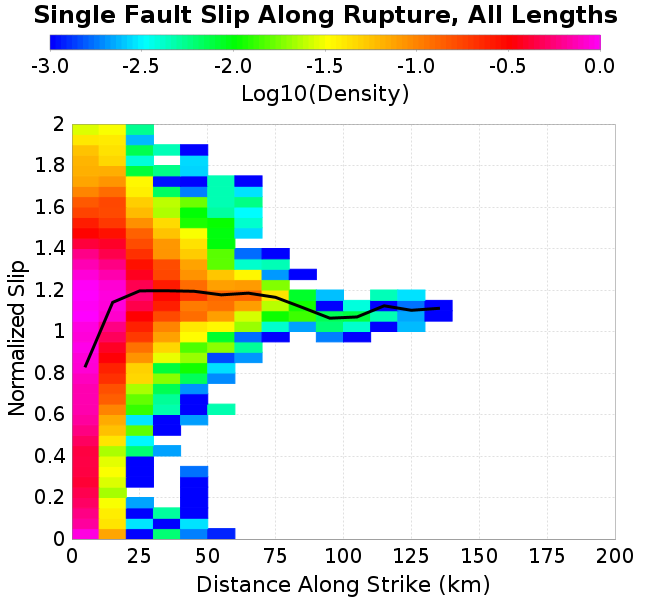 Single Fault Slip Along Rupture, All Lengths
-3.0 -2.5 -2.0 -1.5 -1.0 -0.5 0.0
Log10(Density)
Normalized Slip
2
1.8
1.6
1.4
1.2
1
0.8
0.6
0.4
0.2
0
0 25 50 75 100 125 150 175 200
Distance Along Strike (km)